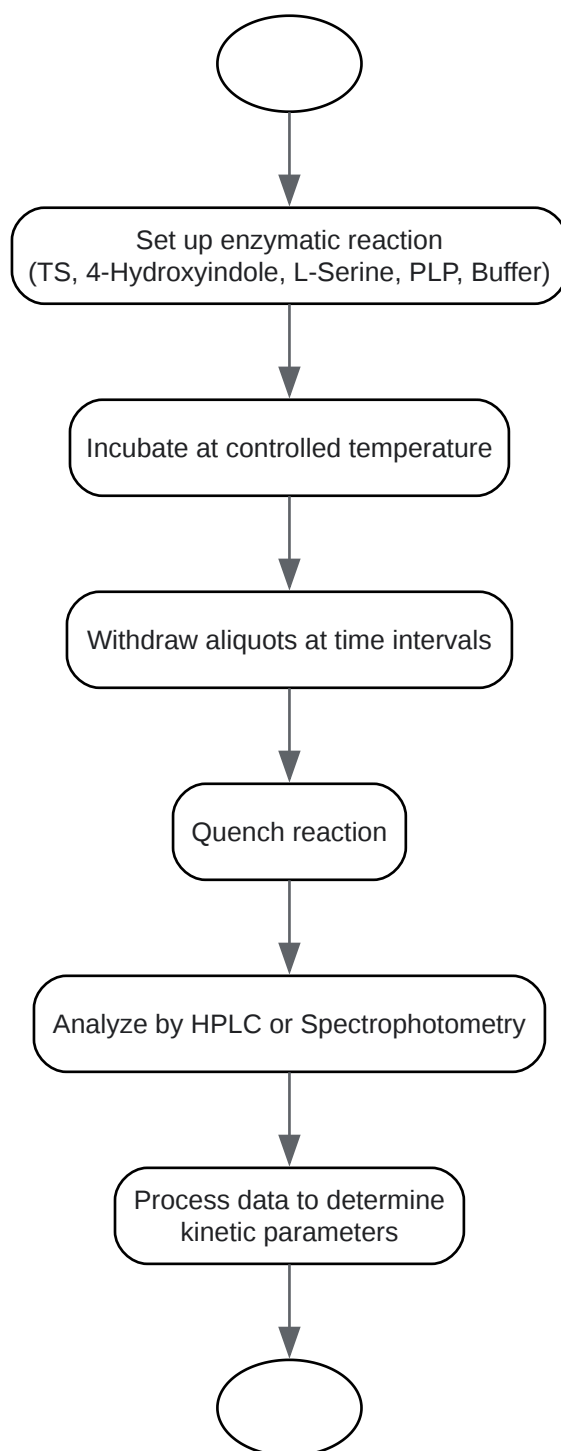 Set up enzymatic reaction
(TS, 4-Hydroxyindole, L-Serine, PLP, Buffer)
Incubate at controlled temperature
Withdraw aliquots at time intervals
Quench reaction
Analyze by HPLC or Spectrophotometry
Process data to determine
kinetic parameters